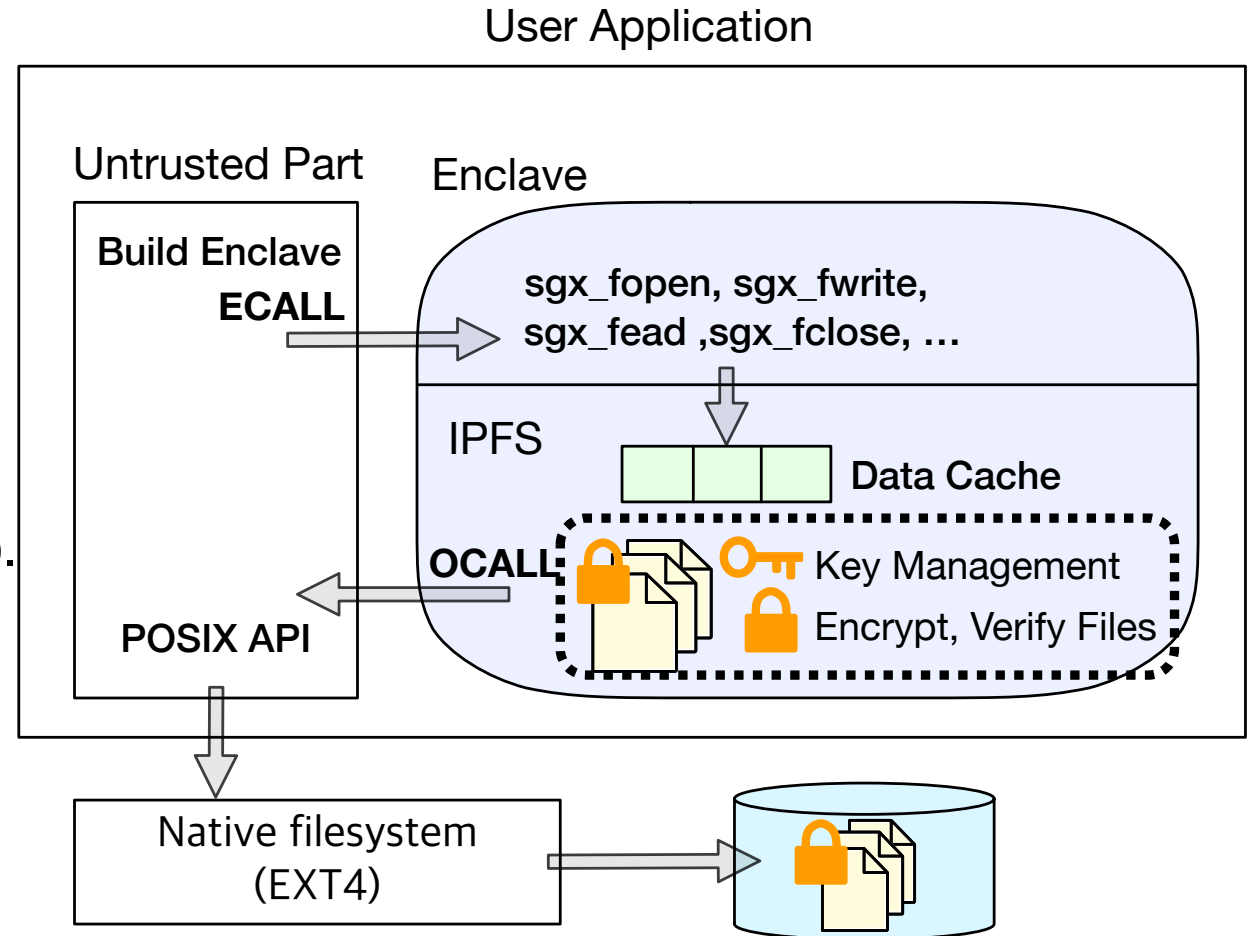 User Application
Untrusted Part
Enclave
Build Enclave
ECALL
sgx_fopen, sgx_fwrite,
sgx_fead ,sgx_fclose, …
IPFS
Data Cache
OCALL
Key Management
Encrypt, Verify Files
POSIX API
Native filesystem
(EXT4)